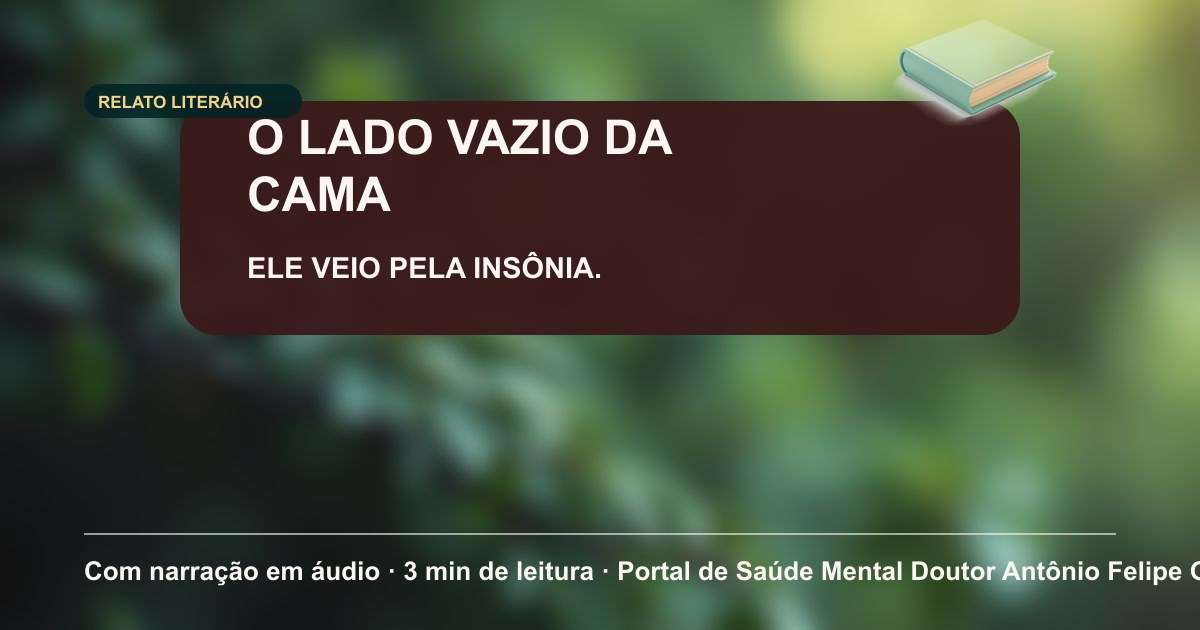 RELATO LITERÁRIO
O LADO VAZIO DA
CAMA
ELE VEIO PELA INSÔNIA.
Com narração em áudio · 3 min de leitura · Portal de Saúde Mental Doutor Antônio Felipe